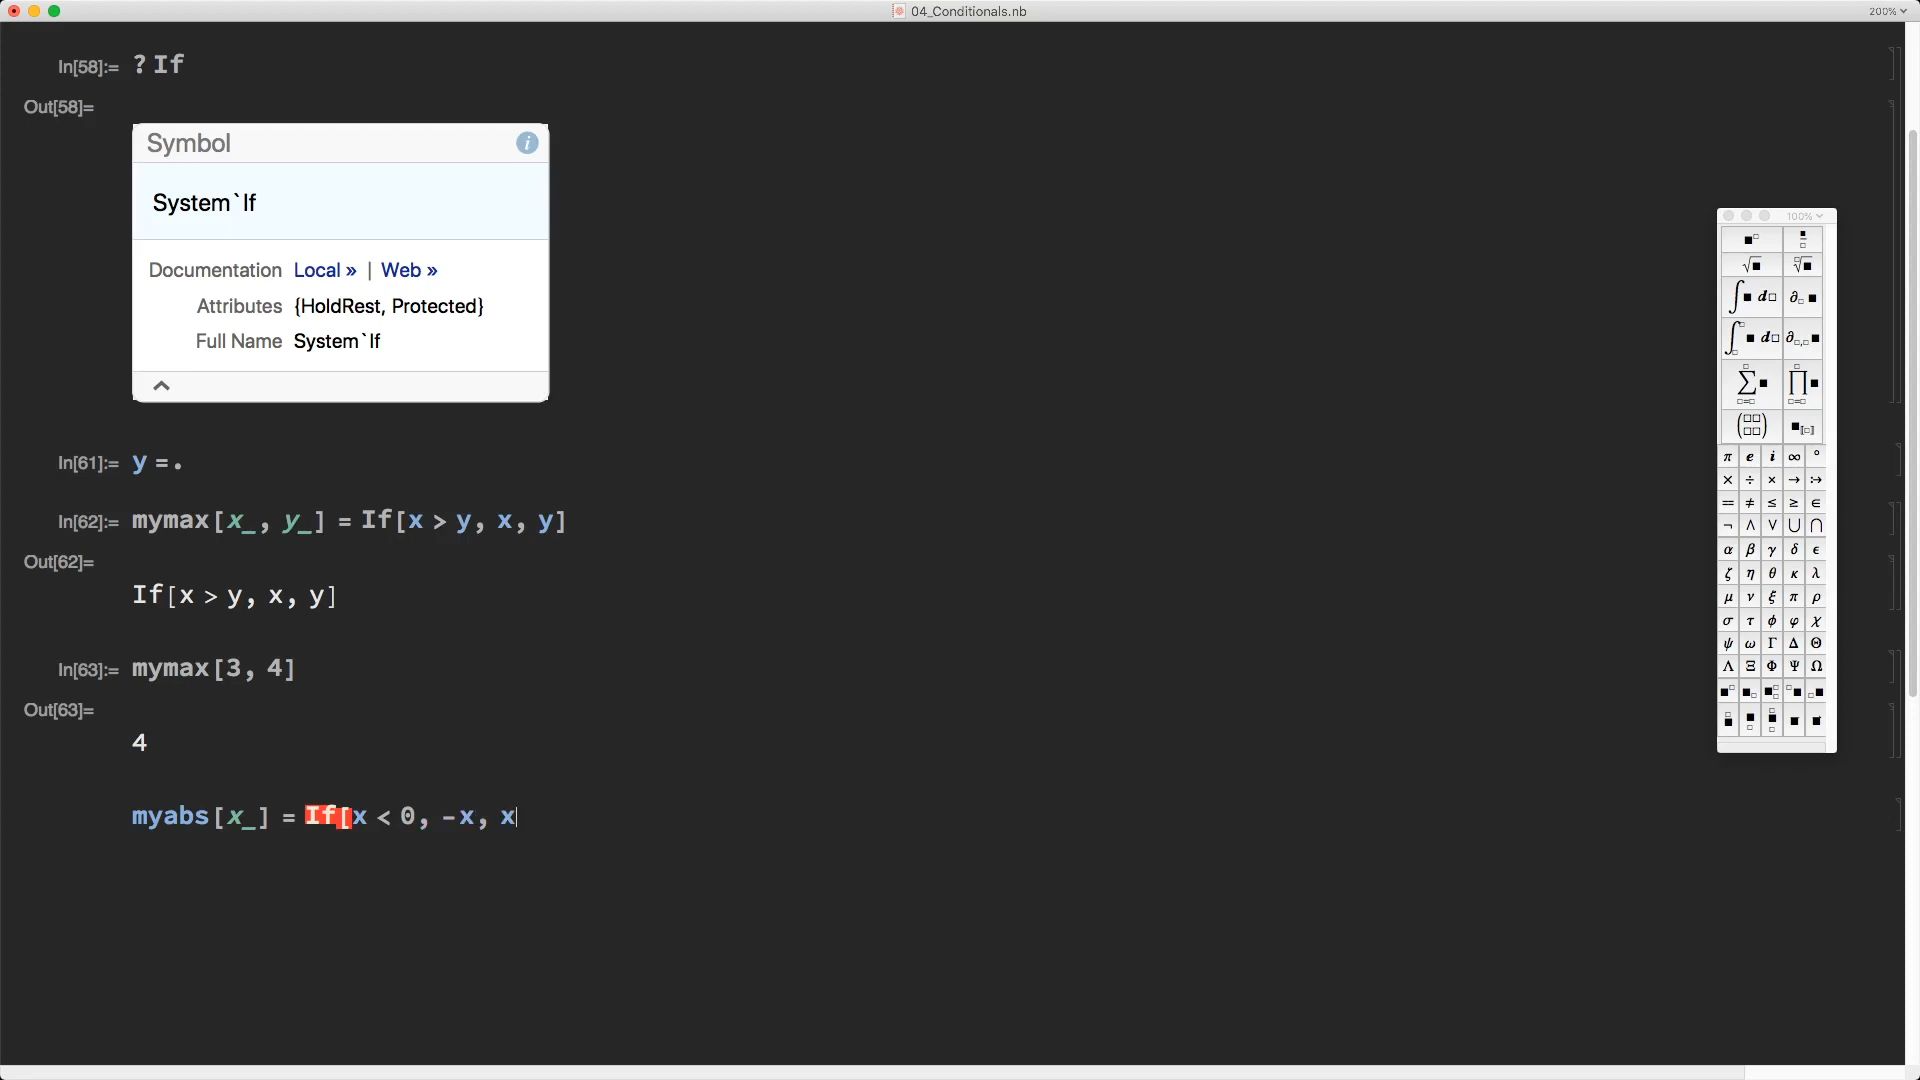 04_Conditionals.nb
200%
In[58]:= ? If
Out[58]=
Symbol
i
System`If
Documentation Local » | Web »
Attributes {HoldRest, Protected}
Full Name System`If
In[61]:= y =.
In[62]:= mymax[x_, y_] = If[x > y, x, y]
Out[62]=
If[x > y, x, y]
In[63]:= mymax[3, 4]
Out[63]=
4
myabs[x_] = If[x < 0, -x, x
100%
■□ ■/□
√■ □√■
∫■ d□ ∂□ ■
∫ ■ d□ ∂□,□ ■
∑■ ∏■
□=□ □=□
(□□ □□) ■〚□〛
π e i ∞ °
× ÷ × → :→
== ≠ ≤ ≥ ∈
¬ ∧ ∨ ∪ ∩
α β γ δ ϵ
ζ η θ κ λ
μ ν ξ π ρ
σ τ ϕ φ χ
ψ ω Γ Δ Θ
Λ Ξ Φ Ψ Ω